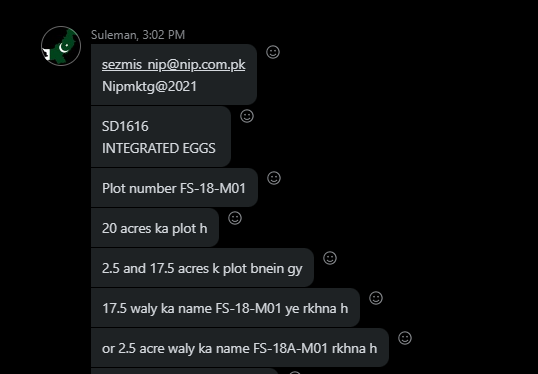 Suleman, 3:02 PM
sezmis_nip@nip.com.pk
Nipmktg@2021
SD1616
INTEGRATED EGGS
Plot number FS-18-M01
20 acres ka plot h
2.5 and 17.5 acres k plot bnein gy
17.5 waly ka name FS-18-M01 ye rkhna h
or 2.5 acre waly ka name FS-18A-M01 rkhna h